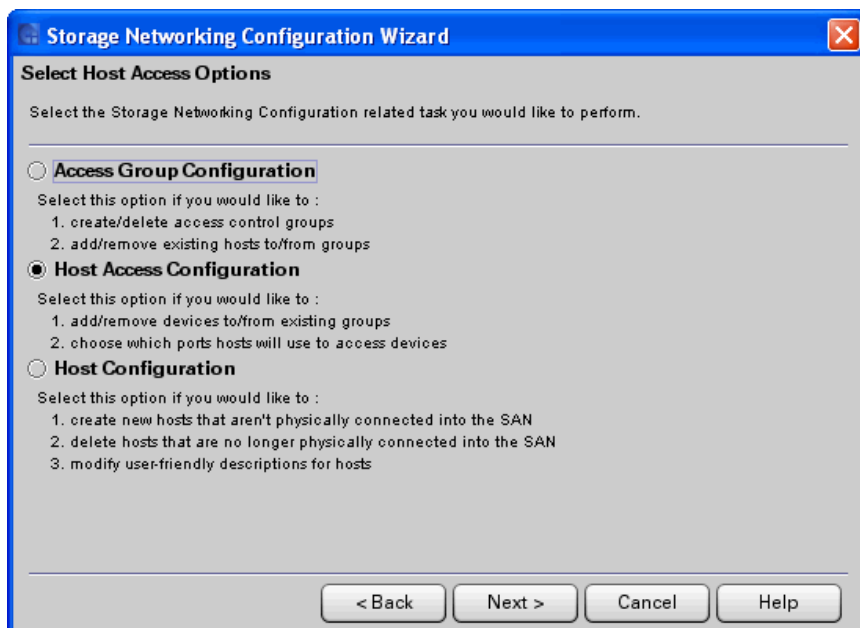 Storage Networking Configuration Wizard
Select Host Access Options
Select the Storage Networking Configuration related task you would like to perform.
Access Group Configuration
Select this option if you would like to :
1. create/delete access control groups
2. add/remove existing hosts to/from groups
Host Access Configuration
Select this option if you would like to :
1. add/remove devices to/from existing groups
2. choose which ports hosts will use to access devices
Host Configuration
Select this option if you would like to :
1. create new hosts that aren't physically connected into the SAN
2. delete hosts that are no longer physically connected into the SAN
3. modify user-friendly descriptions for hosts
< Back Next > Cancel Help